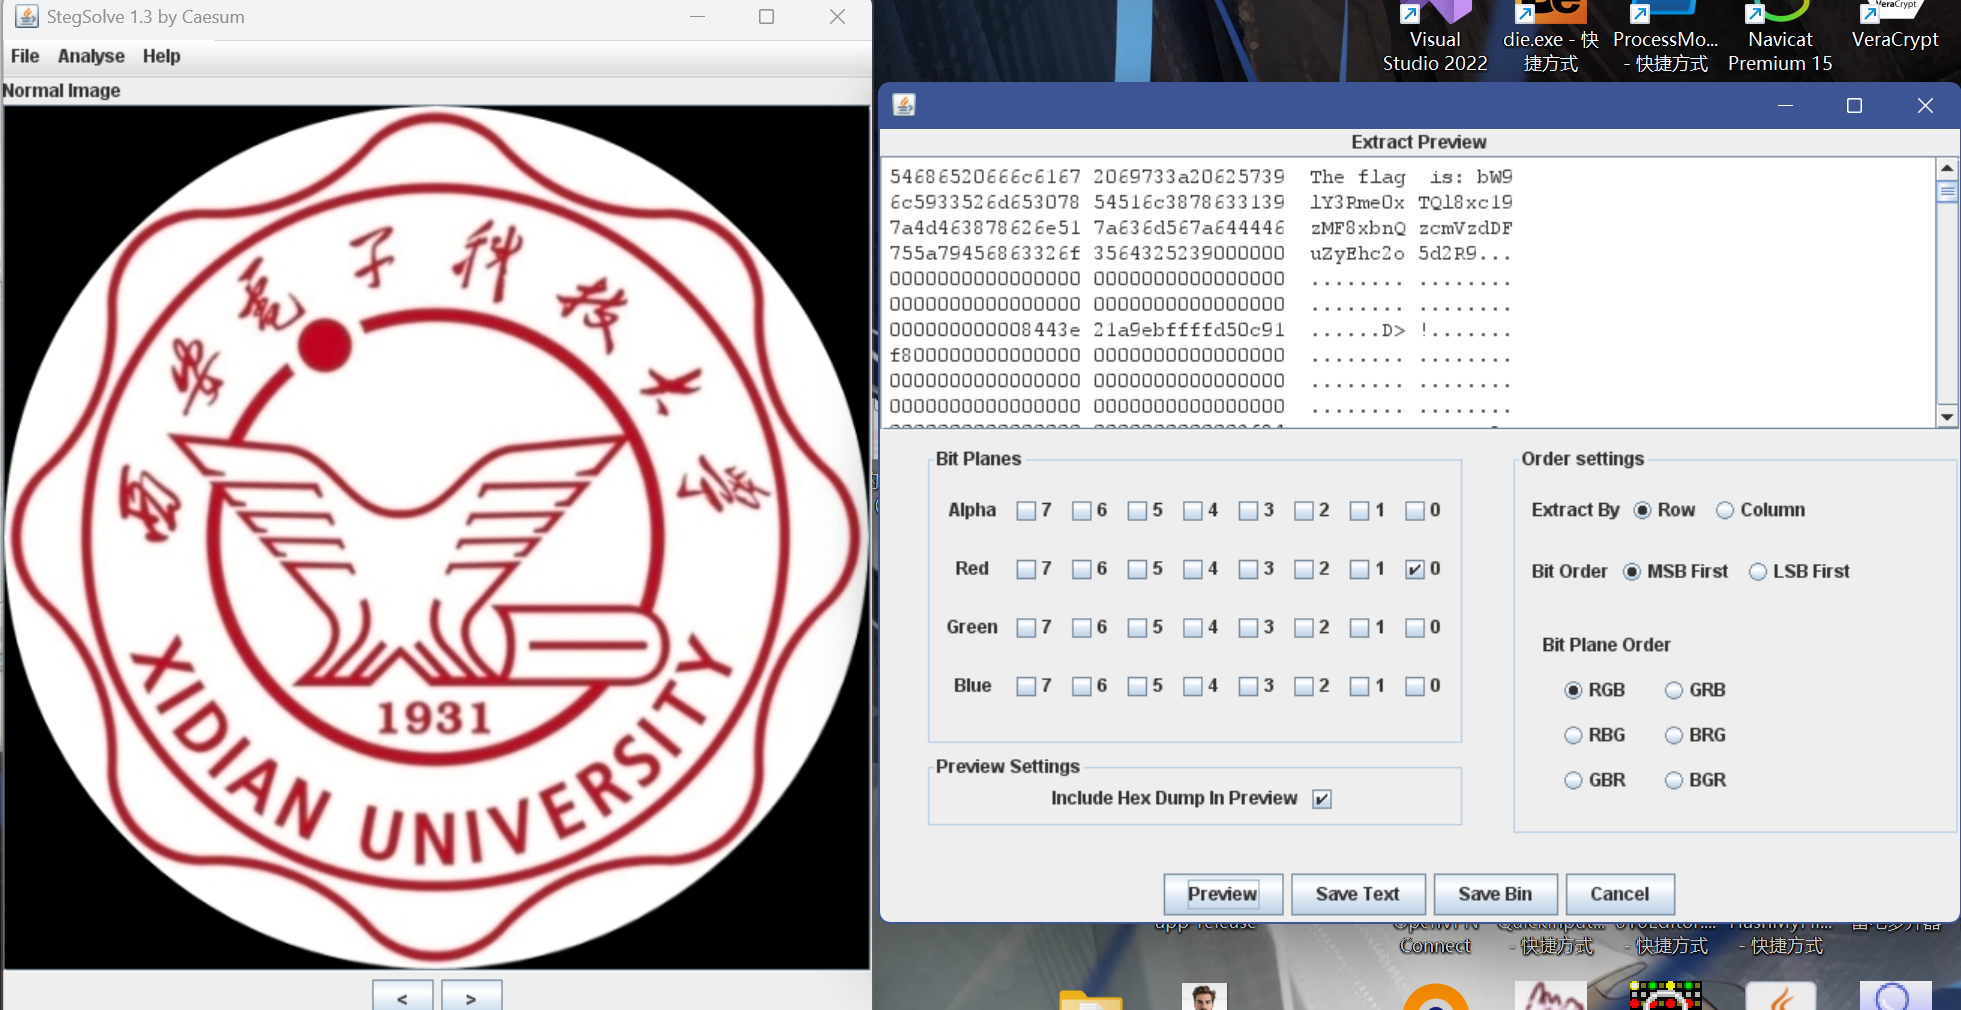 StegSolve 1.3 by Caesum
File Analyse Help
Normal Image
西安电子科技大学
1931
XIDIAN UNIVERSITY
< >
Visual Studio 2022
die.exe - 快捷方式
ProcessMo... - 快捷方式
Navicat Premium 15
VeraCrypt
Extract Preview
54686520666c6167 2069733a20625739 The flag is: bW9
6c5933526d653078 54516c3878633139 lY3Rme0x TQl8xc19
7a4d463878626e51 7a636d567a644446 zMF8xbnQ zcmVzdDF
755a79456863326f 3564325239000000 uZyEhc2o 5d2R9...
0000000000000000 0000000000000000 ........ ........
0000000000000000 0000000000000000 ........ ........
000000000008443e 21a9ebffffd50c91 ......D> !.......
f800000000000000 0000000000000000 ........ ........
0000000000000000 0000000000000000 ........ ........
0000000000000000 0000000000000000 ........ ........
Bit Planes
Alpha 7 6 5 4 3 2 1 0
Red 7 6 5 4 3 2 1 0
Green 7 6 5 4 3 2 1 0
Blue 7 6 5 4 3 2 1 0
Preview Settings
Include Hex Dump In Preview
Order settings
Extract By Row Column
Bit Order MSB First LSB First
Bit Plane Order
RGB GRB
RBG BRG
GBR BGR
Preview Save Text Save Bin Cancel
Connect
- 快捷方式
- 快捷方式
- 快捷方式